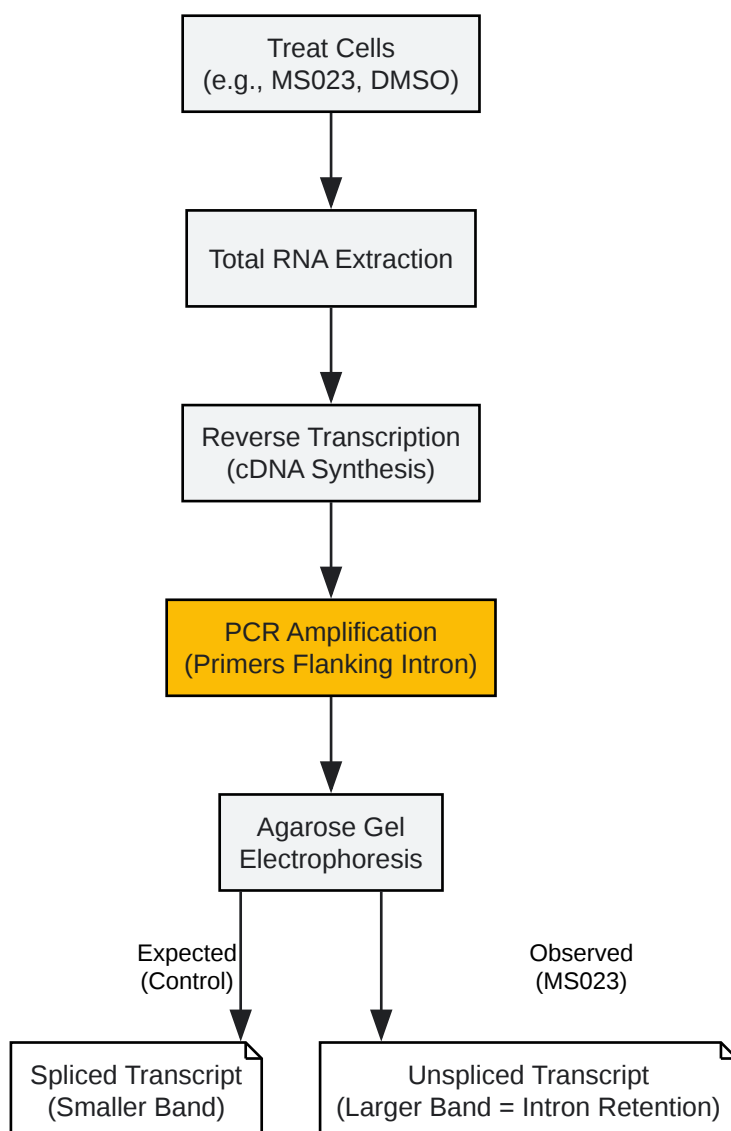 Treat Cells
(e.g., MS023, DMSO)
Total RNA Extraction
Reverse Transcription
(cDNA Synthesis)
PCR Amplification
(Primers Flanking Intron)
Agarose Gel
Electrophoresis
Expected
(Control)
Observed
(MS023)
Spliced Transcript
(Smaller Band)
Unspliced Transcript
(Larger Band = Intron Retention)